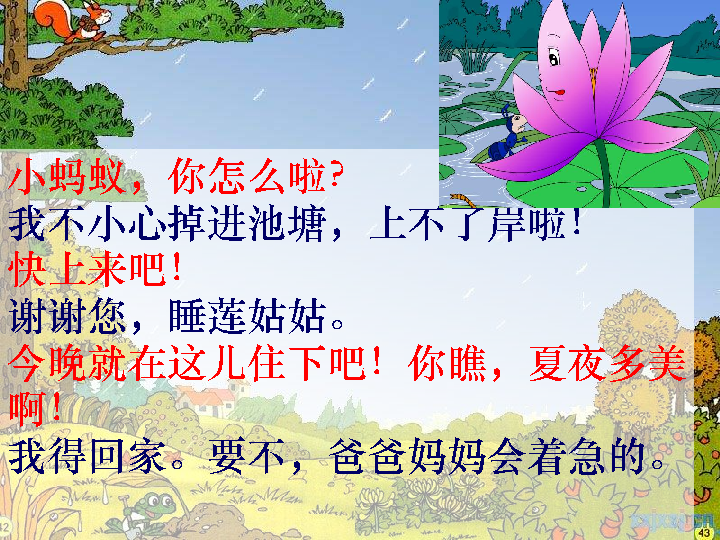 小蚂蚁，你怎么啦？
我不小心掉进池塘，上不了岸啦！
快上来吧！
谢谢您，睡莲姑姑。
今晚就在这儿住下吧！你瞧，夏夜多美
啊！
我得回家。要不，爸爸妈妈会着急的。
42
43